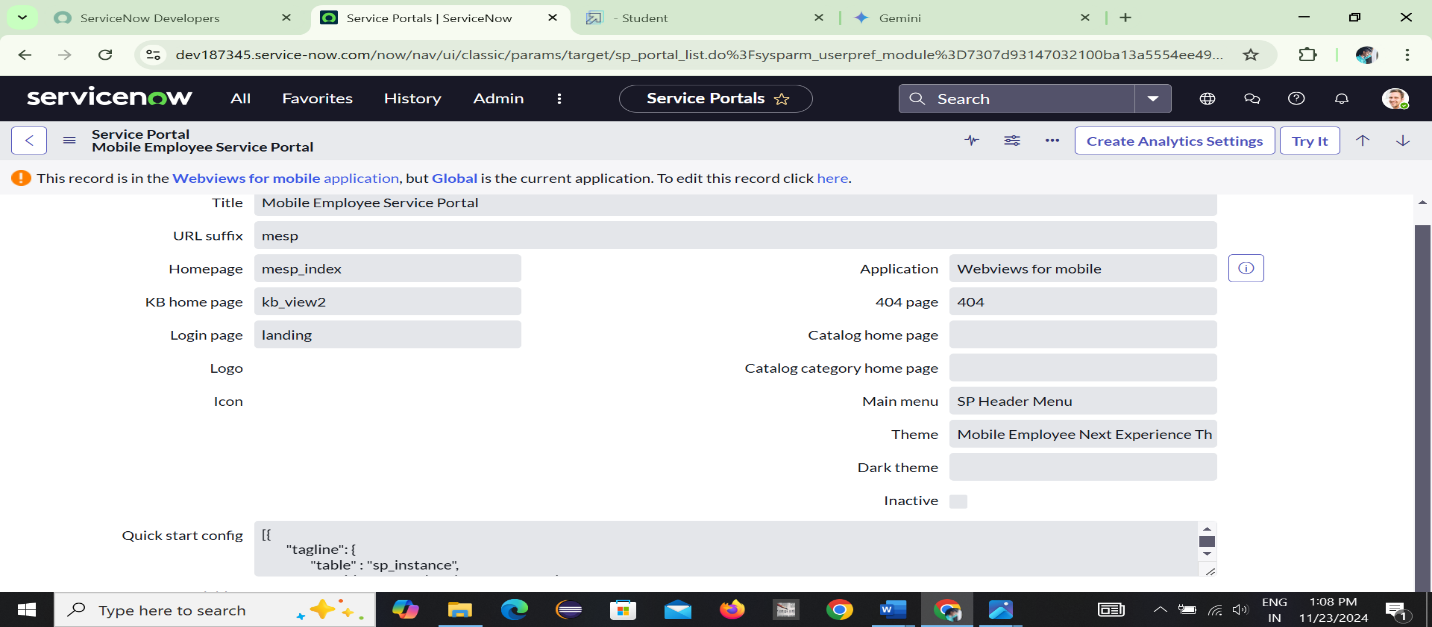 ServiceNow Developers
Service Portals | ServiceNow
- Student
Gemini
dev187345.service-now.com/now/nav/ui/classic/params/target/sp_portal_list.do%3Fsysparm_userpref_module%3D7307d93147032100ba13a5554ee49...
servicenow All Favorites History Admin Service Portals Search
Service Portal
Mobile Employee Service Portal
Create Analytics Settings Try It
This record is in the Webviews for mobile application, but Global is the current application. To edit this record click here.
Title Mobile Employee Service Portal
URL suffix mesp
Homepage mesp_index Application Webviews for mobile
KB home page kb_view2 404 page 404
Login page landing Catalog home page
Logo Catalog category home page
Icon Main menu SP Header Menu
Theme Mobile Employee Next Experience Th
Dark theme
Inactive
Quick start config [{
"tagline": {
"table" : "sp_instance",
Type here to search
ENG
IN
1:08 PM
11/23/2024
1